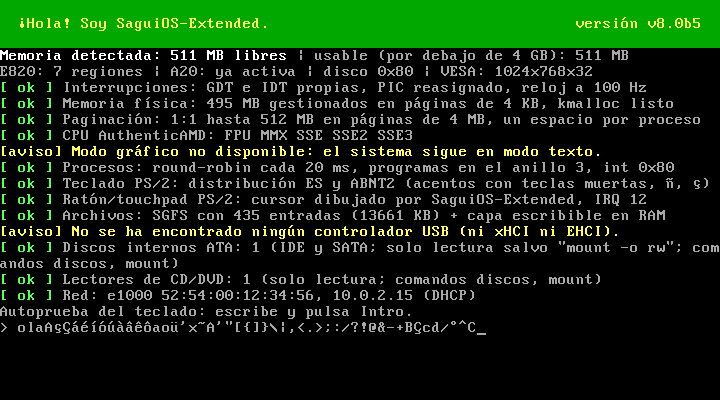 ¡Hola! Soy SaguiOS-Extended. versión v8.0b5
Memoria detectada: 511 MB libres | usable (por debajo de 4 GB): 511 MB
E820: 7 regiones | A20: ya activa | disco 0x80 | VESA: 1024x768x32
[ ok ] Interrupciones: GDT e IDT propias, PIC reasignado, reloj a 100 Hz
[ ok ] Memoria física: 495 MB gestionados en páginas de 4 KB, kmalloc listo
[ ok ] Paginación: 1:1 hasta 512 MB en páginas de 4 MB, un espacio por proceso
[ ok ] CPU AuthenticAMD: FPU MMX SSE SSE2 SSE3
[aviso] Modo gráfico no disponible: el sistema sigue en modo texto.
[ ok ] Procesos: round-robin cada 20 ms, programas en el anillo 3, int 0x80
[ ok ] Teclado PS/2: distribución ES y ABNT2 (acentos con teclas muertas, ñ, ç)
[ ok ] Ratón/touchpad PS/2: cursor dibujado por SaguiOS-Extended, IRQ 12
[ ok ] Archivos: SGFS con 435 entradas (13661 KB) + capa escribible en RAM
[aviso] No se ha encontrado ningún controlador USB (ni xHCI ni EHCI).
[ ok ] Discos internos ATA: 1 (IDE y SATA; solo lectura salvo "mount -o rw"; com
andos discos, mount)
[ ok ] Lectores de CD/DVD: 1 (solo lectura; comandos discos, mount)
[ ok ] Red: e1000 52:54:00:12:34:56, 10.0.2.15 (DHCP)
Autoprueba del teclado: escribe y pulsa Intro.
> olaAçÇáéíóúàâêôaoü'x~A'"[{]}\|,<.>;:/?!@&-+BÇcd/°^C_